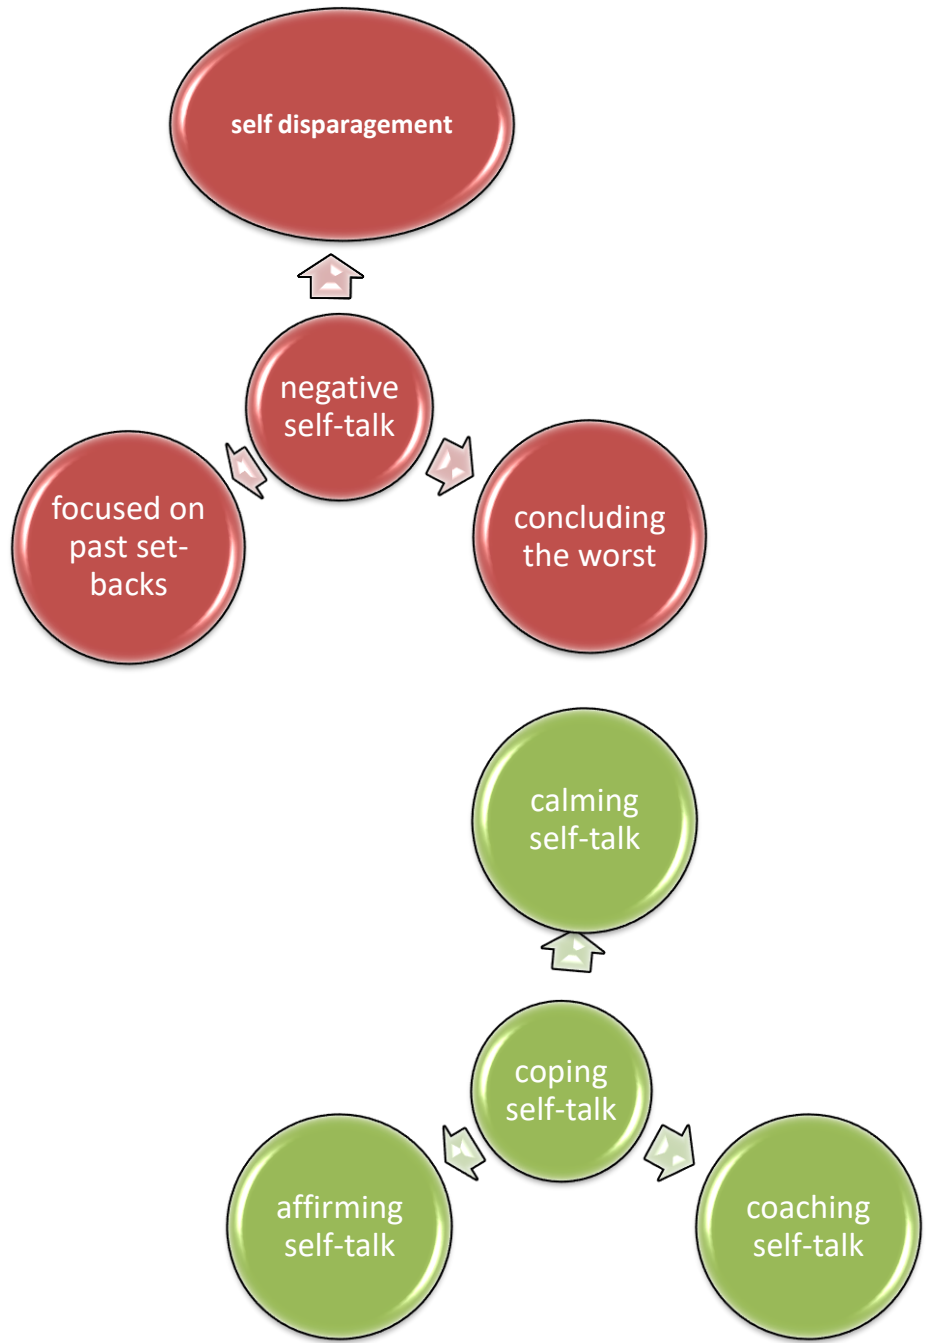 self disparagement
negative
self-talk
focused on
past set-
backs
concluding
the worst
calming
self-talk
coping
self-talk
affirming
self-talk
coaching
self-talk